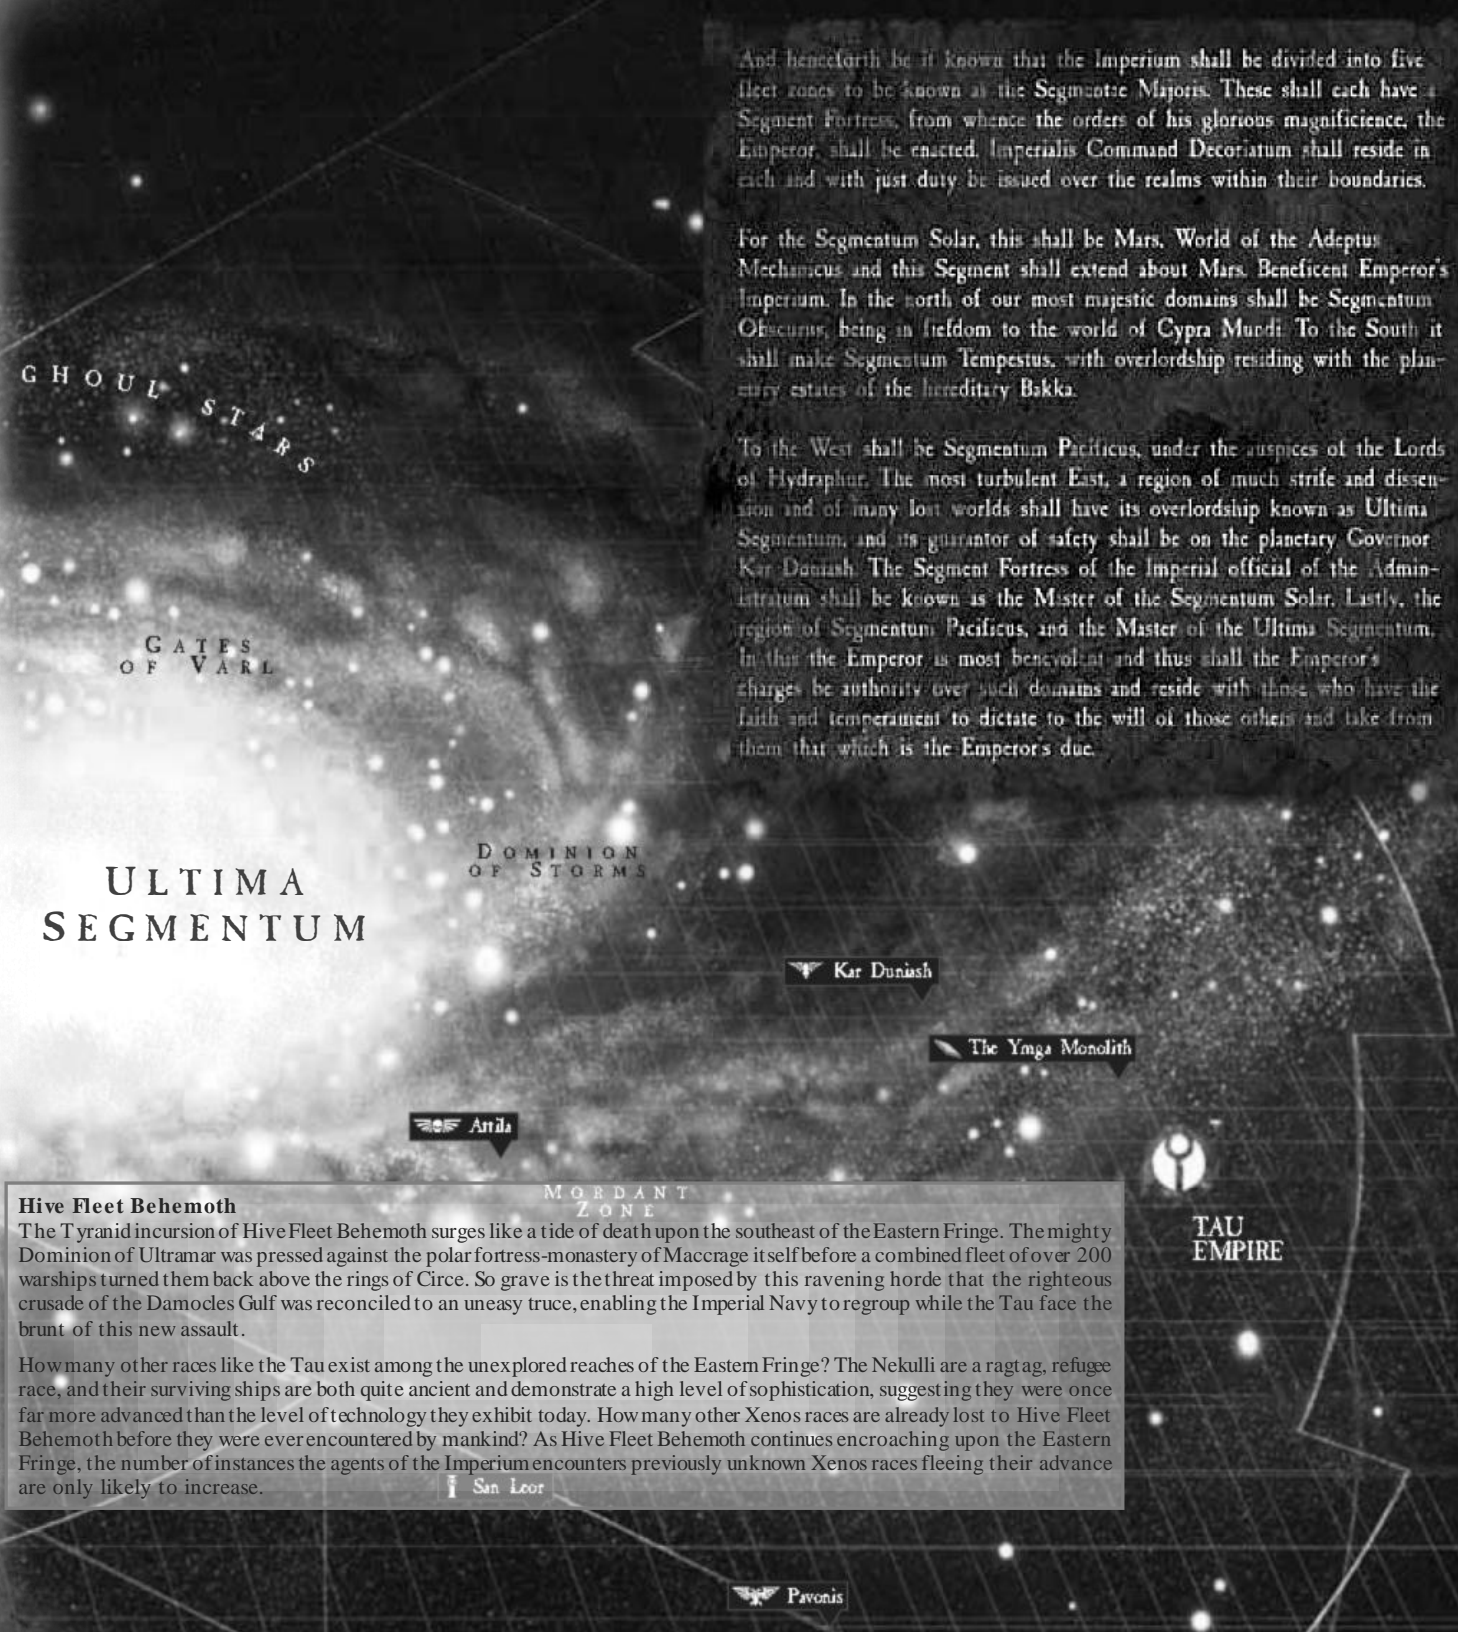 And henceforth be it known that the Imperium shall be divided into five
fleet zones to be known as the Segmentae Majoris. These shall each have a
Segment Fortress, from whence the orders of his glorious magnificience, the
Emperor, shall be enacted. Imperialis Command Decoriatum shall reside in
each and with just duty be issued over the realms within their boundaries.
For the Segmentum Solar, this shall be Mars, World of the Adeptus
Mechanicus and this Segment shall extend about Mars, Beneficent Emperor's
Imperium. In the north of our most majestic domains shall be Segmentum
Obscurus, being in fiefdom to the world of Cypra Mundi. To the South it
shall make Segmentum Tempestus, with overlordship residing with the plan-
etary estates of the hereditary Bakka.
To the West shall be Segmentum Pacificus, under the auspices of the Lords
of Hydraphur. The most turbulent East, a region of much strife and dissen-
sion and of many lost worlds shall have its overlordship known as Ultima
Segmentum, and its guarantor of safety shall be on the planetary Governor
Kar Duniash. The Segment Fortress of the Imperial official of the Admin-
istratum shall be known as the Master of the Segmentum Solar. Lastly, the
region of Segmentum Pacificus, and the Master of the Ultima Segmentum.
In this the Emperor is most benevolent and thus shall the Emperor's
charges be authority over such domains and reside with those who have the
faith and temperament to dictate to the will of those others and take from
them that which is the Emperor's due.
GHOUL STARS
GATES
OF VARL
DOMINION
OF STORMS
ULTIMA
SEGMENTUM
Kar Duniash
The Ymga Monolith
Attila
TAU
EMPIRE
MORDANT
ZONE
Hive Fleet Behemoth
The Tyranid incursion of Hive Fleet Behemoth surges like a tide of death upon the southeast of the Eastern Fringe. The mighty
Dominion of Ultramar was pressed against the polar fortress-monastery of Maccrage itself before a combined fleet of over 200
warships turned them back above the rings of Circe. So grave is the threat imposed by this ravening horde that the righteous
crusade of the Damocles Gulf was reconciled to an uneasy truce, enabling the Imperial Navy to regroup while the Tau face the
brunt of this new assault.
How many other races like the Tau exist among the unexplored reaches of the Eastern Fringe? The Nekulli are a ragtag, refugee
race, and their surviving ships are both quite ancient and demonstrate a high level of sophistication, suggesting they were once
far more advanced than the level of technology they exhibit today. How many other Xenos races are already lost to Hive Fleet
Behemoth before they were ever encountered by mankind? As Hive Fleet Behemoth continues encroaching upon the Eastern
Fringe, the number of instances the agents of the Imperium encounters previously unknown Xenos races fleeing their advance
are only likely to increase.
San Leor
Pavonis